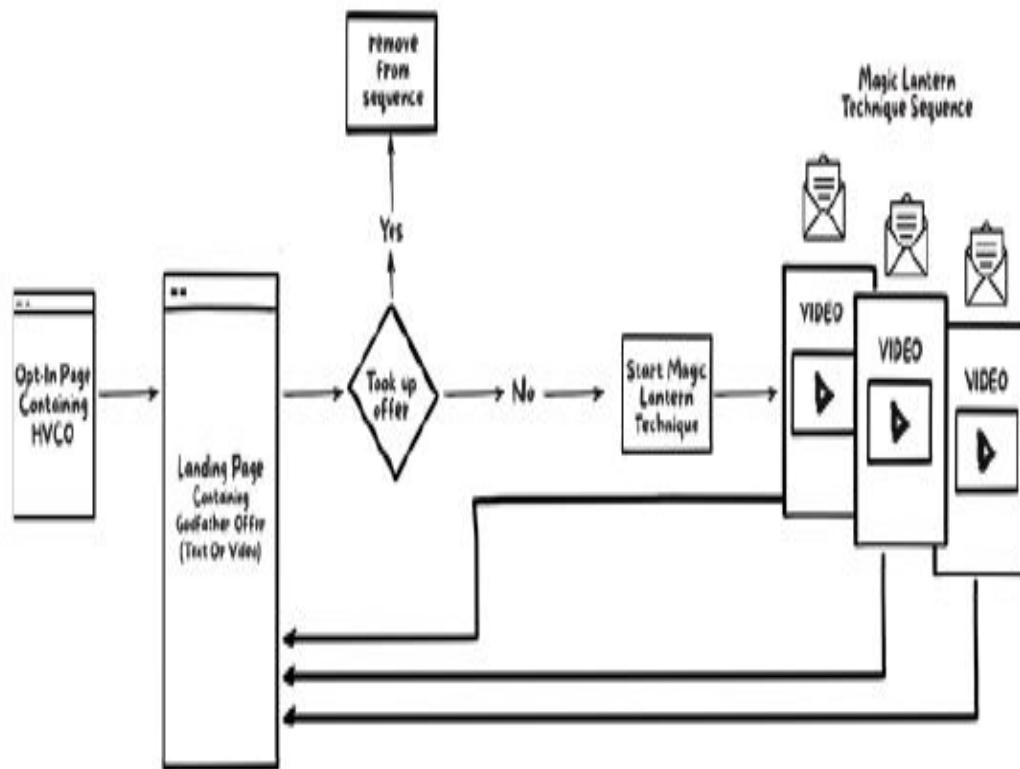 remove
from
sequence
Magic Lantern
Technique Sequence
Yes
Opt-In Page
Containing
HVCO
Landing Page
Containing
Godfather Offer
(Text Or Video)
Took up
offer
No
Start Magic
Lantern
Technique
VIDEO
VIDEO
VIDEO